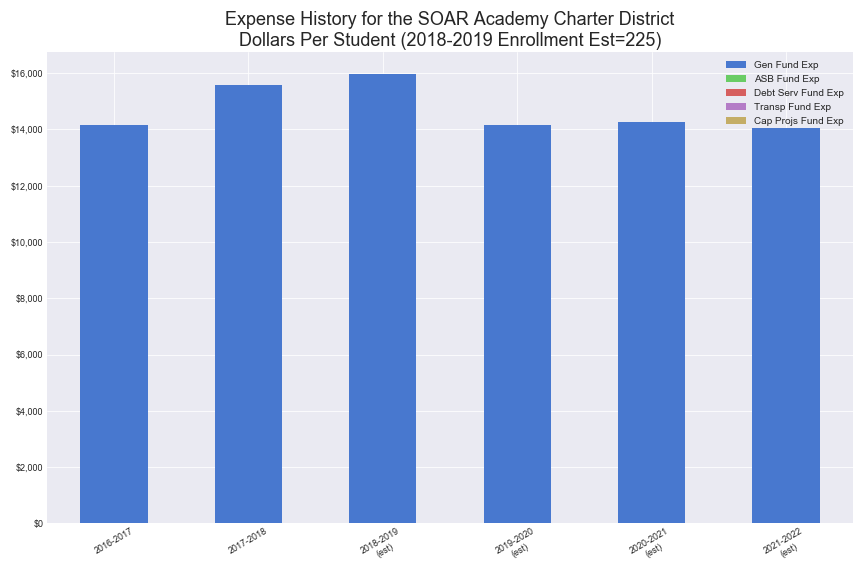 Expense History for the SOAR Academy Charter District
Dollars Per Student (2018-2019 Enrollment Est=225)
Gen Fund Exp
ASB Fund Exp
Debt Serv Fund Exp
Transp Fund Exp
Cap Projs Fund Exp
$16,000
$14,000
$12,000
$10,000
$8,000
$6,000
$4,000
$2,000
$0
2016-2017
2017-2018
2018-2019
(est)
2019-2020
(est)
2020-2021
(est)
2021-2022
(est)